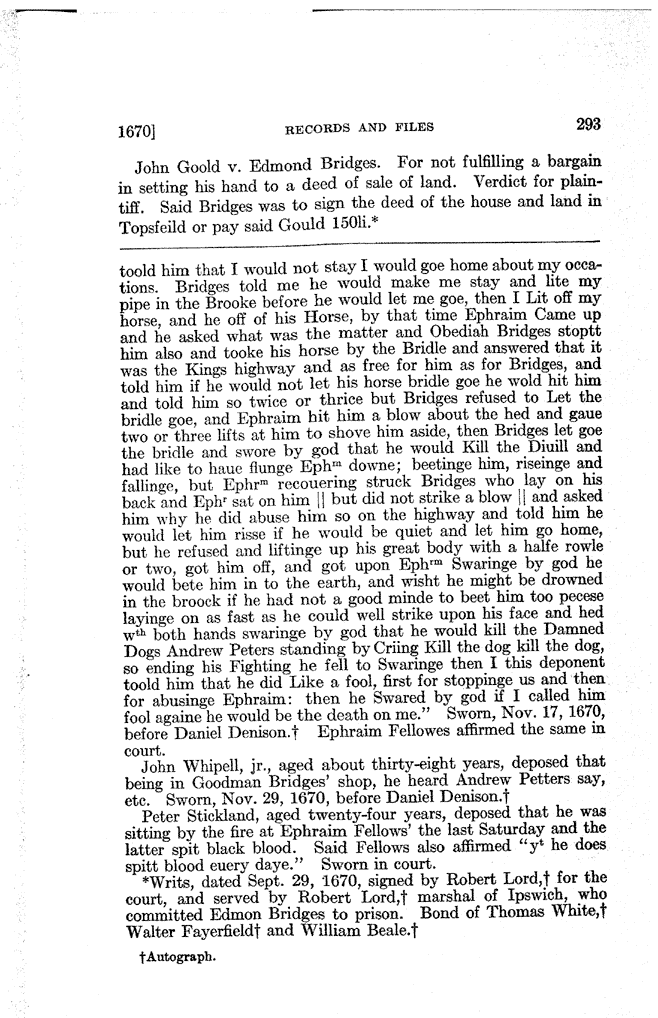 1670] RECORDS AND FILES 293
John Goold v. Edmond Bridges. For not fulfilling a bargain
in setting his hand to a deed of sale of land. Verdict for plain-
tiff. Said Bridges was to sign the deed of the house and land in
Topsfeild or pay said Gould 150li.*
toold him that I would not stay I would goe home about my occa-
tions. Bridges told me he would make me stay and lite my
pipe in the Brooke before he would let me goe, then I Lit off my
horse, and he off of his Horse, by that time Ephraim Came up
and he asked what was the matter and Obediah Bridges stoptt
him also and tooke his horse by the Bridle and answered that it
was the Kings highway and as free for him as for Bridges, and
told him if he would not let his horse bridle goe he wold hit him
and told him so twice or thrice but Bridges refused to Let the
bridle goe, and Ephraim hit him a blow about the hed and gaue
two or three lifts at him to shove him aside, then Bridges let goe
the bridle and swore by god that he would Kill the Diuill and
had like to haue flunge Ephᵐ downe; beetinge him, riseinge and
fallinge, but Ephrᵐ recouering struck Bridges who lay on his
back and Ephʳ sat on him || but did not strike a blow || and asked
him why he did abuse him so on the highway and told him he
would let him risse if he would be quiet and let him go home,
but he refused and liftinge up his great body with a halfe rowle
or two, got him off, and got upon Ephʳᵐ Swaringe by god he
would bete him in to the earth, and wisht he might be drowned
in the broock if he had not a good minde to beet him too pecese
layinge on as fast as he could well strike upon his face and hed
wᵗʰ both hands swaringe by god that he would kill the Damned
Dogs Andrew Peters standing by Criing Kill the dog kill the dog,
so ending his Fighting he fell to Swaringe then I this deponent
toold him that he did Like a fool, first for stoppinge us and then
for abusinge Ephraim: then he Swared by god if I called him
fool againe he would be the death on me." Sworn, Nov. 17, 1670,
before Daniel Denison.† Ephraim Fellowes affirmed the same in
court.
John Whipell, jr., aged about thirty-eight years, deposed that
being in Goodman Bridges' shop, he heard Andrew Petters say,
etc. Sworn, Nov. 29, 1670, before Daniel Denison.†
Peter Stickland, aged twenty-four years, deposed that he was
sitting by the fire at Ephraim Fellows' the last Saturday and the
latter spit black blood. Said Fellows also affirmed "yᵗ he does
spitt blood euery daye." Sworn in court.
*Writs, dated Sept. 29, 1670, signed by Robert Lord,† for the
court, and served by Robert Lord,† marshal of Ipswich, who
committed Edmon Bridges to prison. Bond of Thomas White,†
Walter Fayerfield† and William Beale.†
†Autograph.